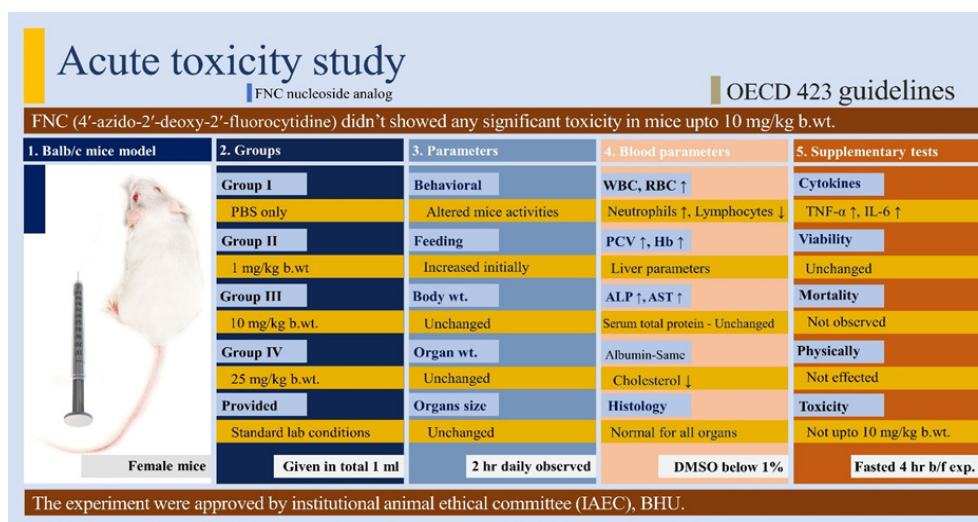 Acute toxicity study
FNC nucleoside analog
OECD 423 guidelines
FNC (4′-azido-2′-deoxy-2′-fluorocytidine) didn’t showed any significant toxicity in mice upto 10 mg/kg b.wt.
1. Balb/c mice model
Female mice
2. Groups
Group I
PBS only
Group II
1 mg/kg b.wt
Group III
10 mg/kg b.wt.
Group IV
25 mg/kg b.wt.
Provided
Standard lab conditions
Given in total 1 ml
3. Parameters
Behavioral
Altered mice activities
Feeding
Increased initially
Body wt.
Unchanged
Organ wt.
Unchanged
Organs size
Unchanged
2 hr daily observed
4. Blood parameters
WBC, RBC ↑
Neutrophils ↑, Lymphocytes ↓
PCV ↑, Hb ↑
Liver parameters
ALP ↑, AST ↑
Serum total protein - Unchanged
Albumin-Same
Cholesterol ↓
Histology
Normal for all organs
DMSO below 1%
5. Supplementary tests
Cytokines
TNF-α ↑, IL-6 ↑
Viability
Unchanged
Mortality
Not observed
Physically
Not effected
Toxicity
Not upto 10 mg/kg b.wt.
Fasted 4 hr b/f exp.
The experiment were approved by institutional animal ethical committee (IAEC), BHU.